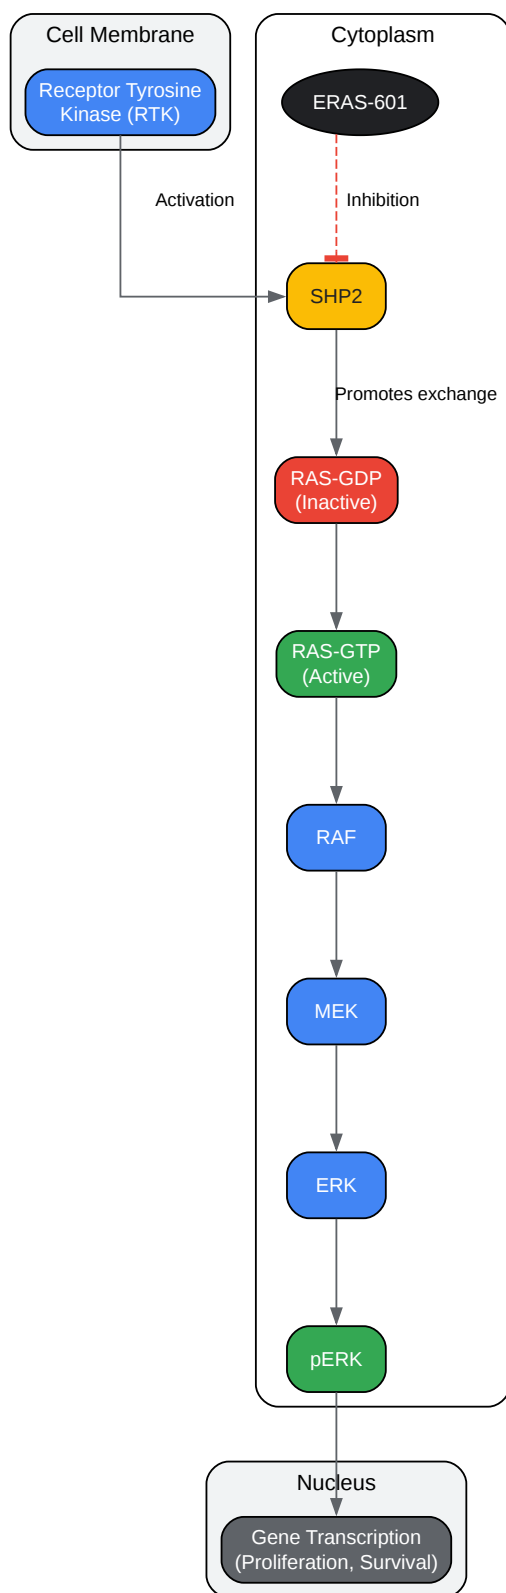 Cell Membrane
Receptor Tyrosine
Kinase (RTK)
Activation
Cytoplasm
ERAS-601
Inhibition
SHP2
Promotes exchange
RAS-GDP
(Inactive)
RAS-GTP
(Active)
RAF
MEK
ERK
pERK
Nucleus
Gene Transcription
(Proliferation, Survival)